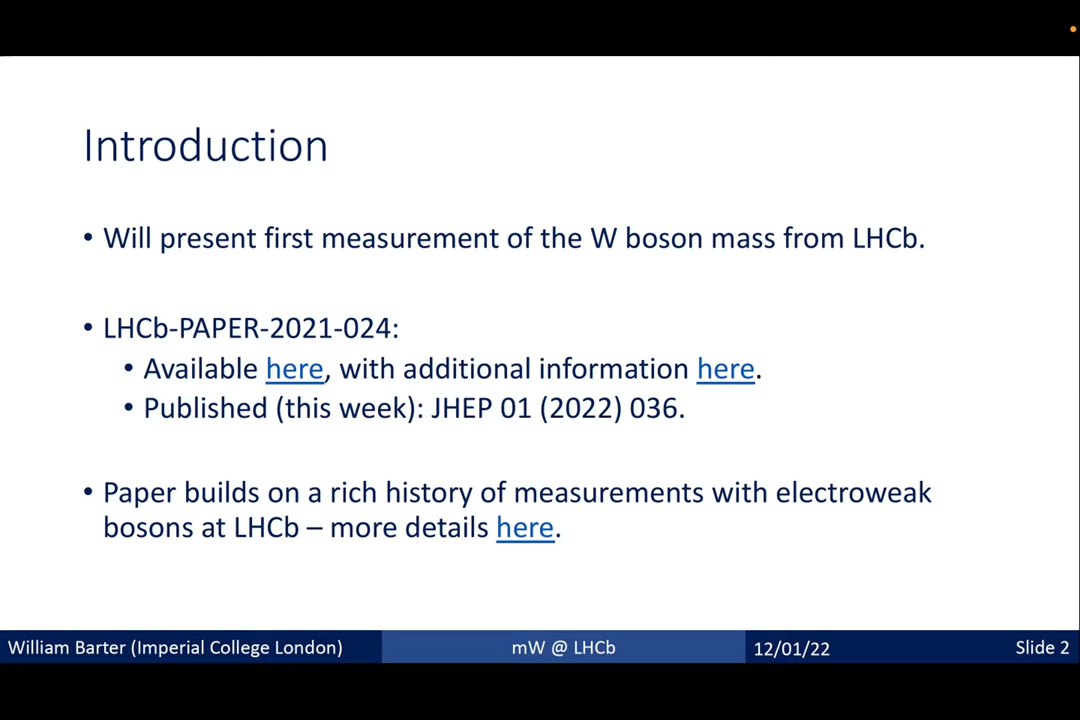 Introduction
• Will present first measurement of the W boson mass from LHCb.
• LHCb-PAPER-2021-024:
• Available here, with additional information here.
• Published (this week): JHEP 01 (2022) 036.
• Paper builds on a rich history of measurements with electroweak
bosons at LHCb – more details here.
William Barter (Imperial College London) mW @ LHCb 12/01/22 Slide 2